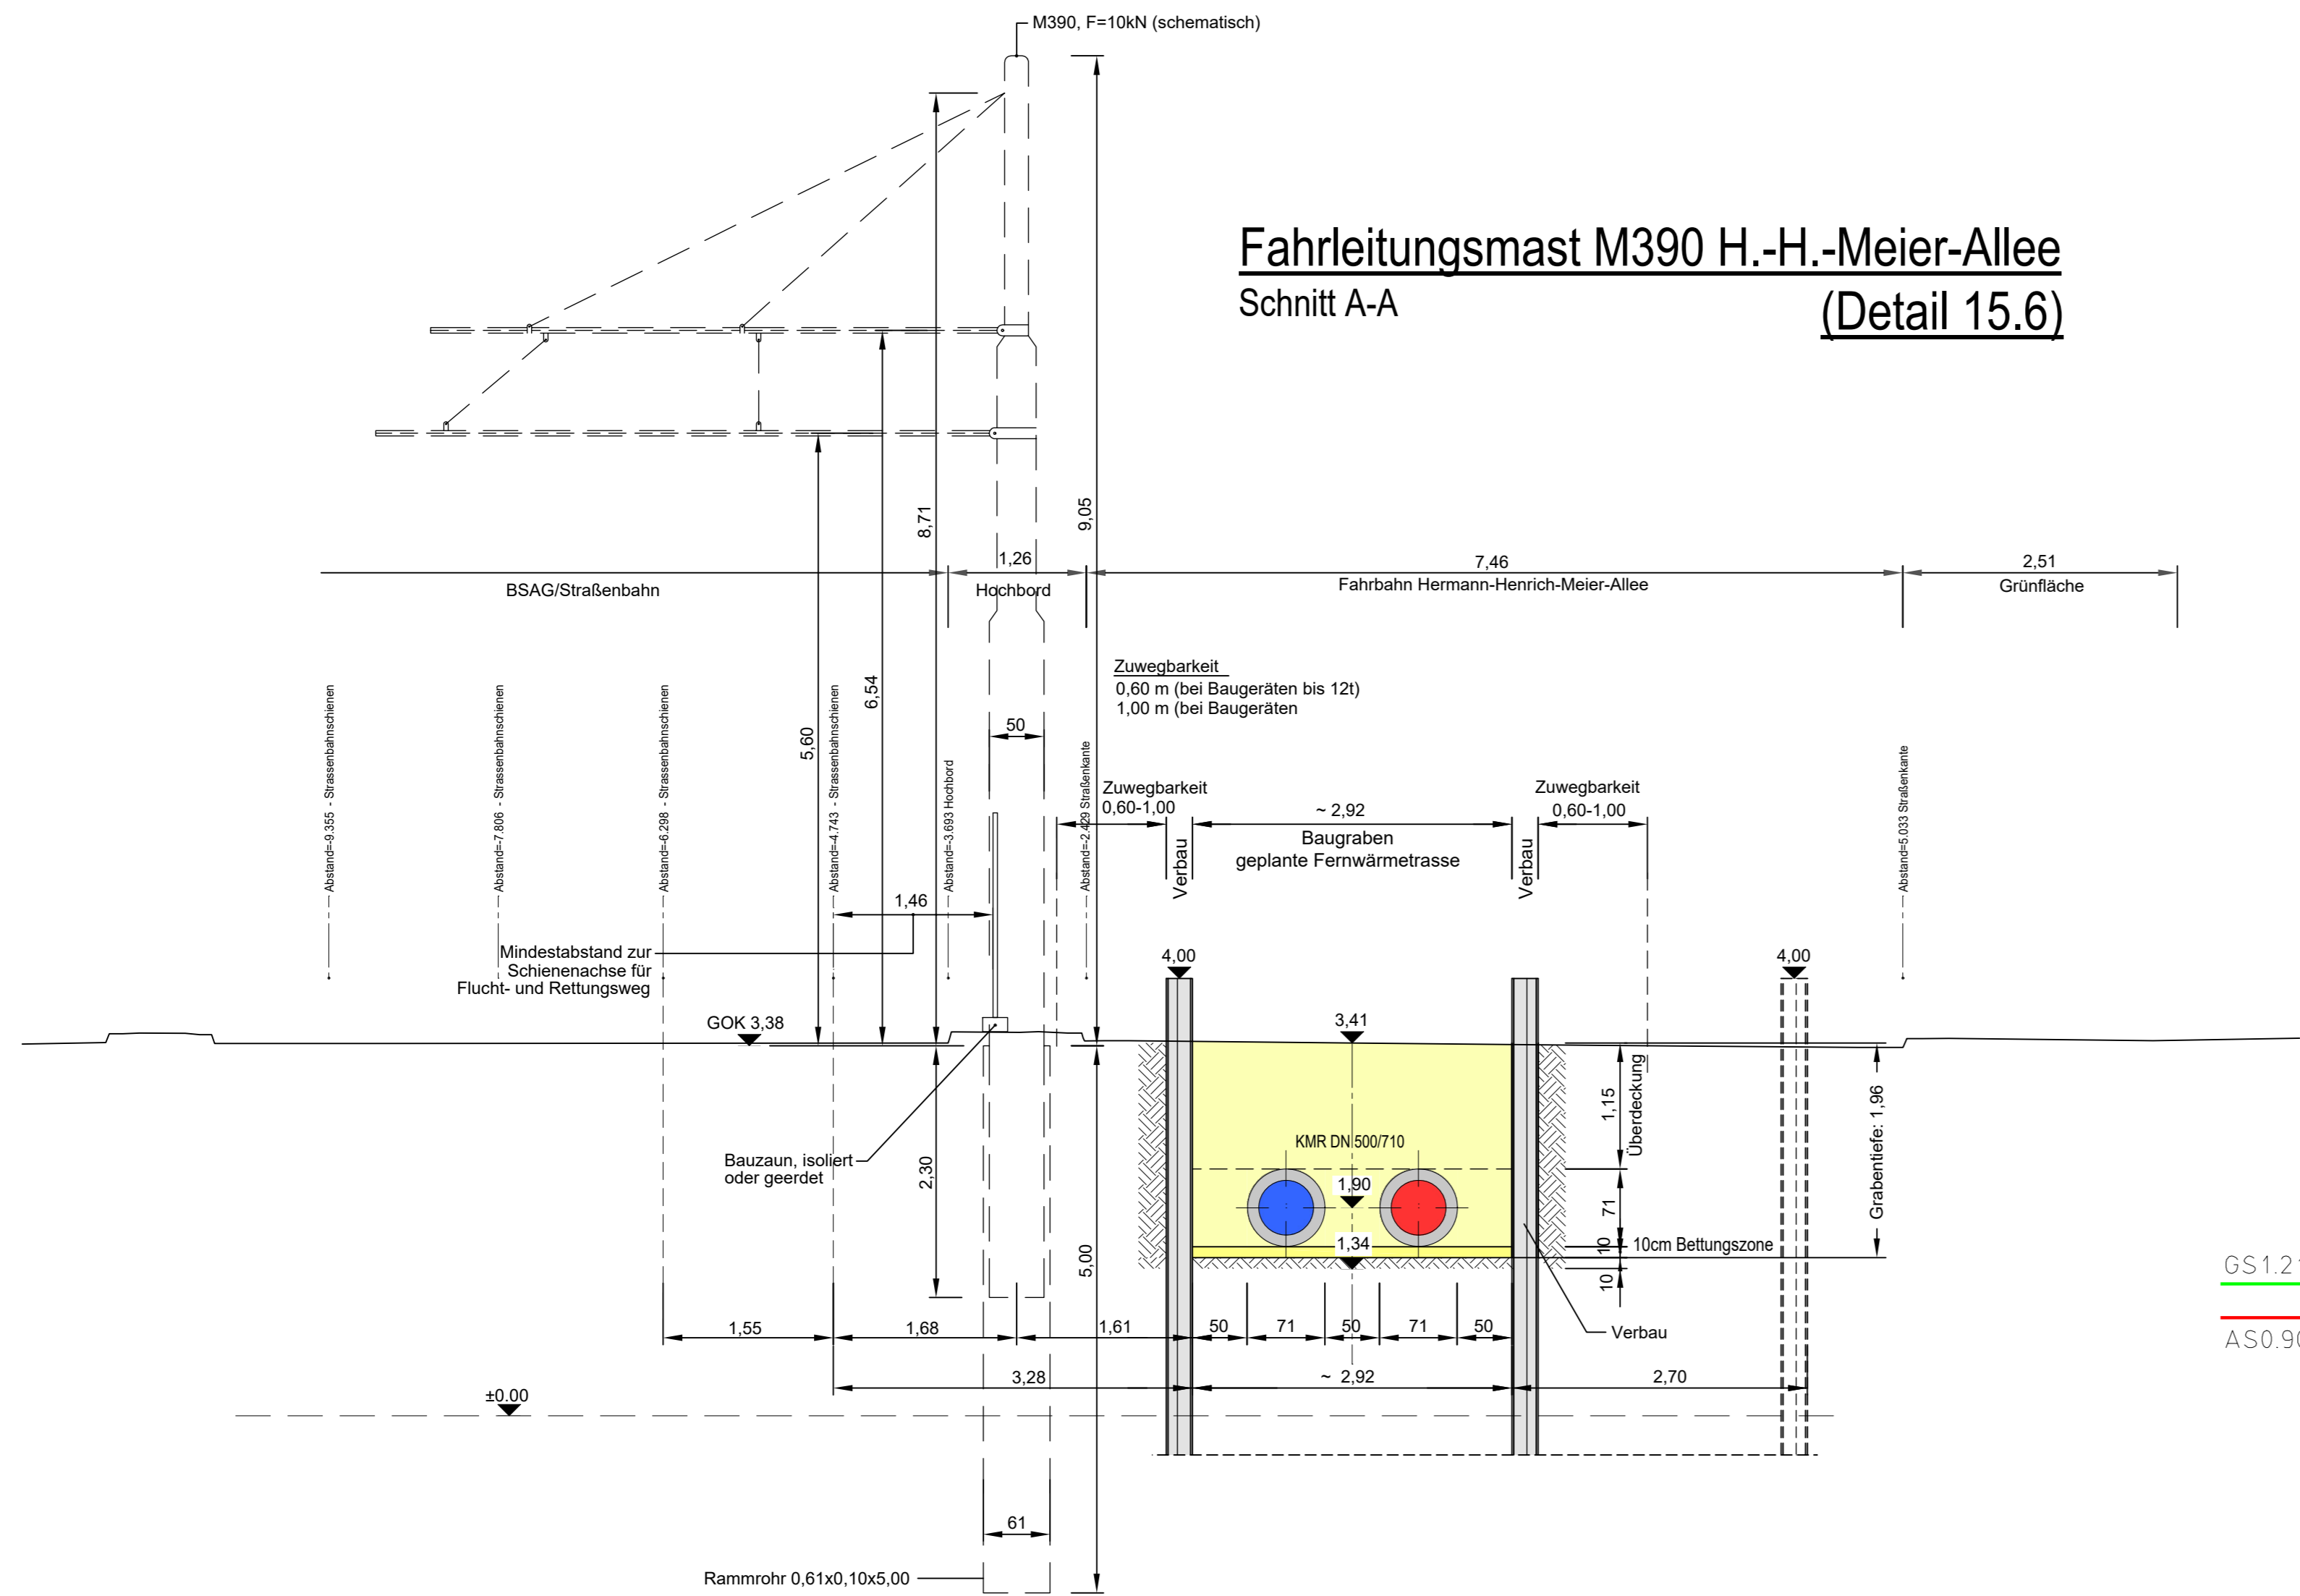 M390, F=10kN (schematisch)
Fahrleitungsmast M390 H.-H.-Meier-Allee
Schnitt A-A
(Detail 15.6)
8,71
9,05
1,26
7,46
2,51
BSAG/Straßenbahn
Hochbord
Fahrbahn Hermann-Henrich-Meier-Allee
Grünfläche
6,54
5,60
Zuwegbarkeit
0,60 m (bei Baugeräten bis 12t)
1,00 m (bei Baugeräten
50
Abstand=-9.355 - Strassenbahnschienen
Abstand=-7.806 - Strassenbahnschienen
Abstand=-6.298 - Strassenbahnschienen
Abstand=-4.743 - Strassenbahnschienen
Abstand=-3.693 Hochbord
Abstand=-2.429 Straßenkante
Abstand=5.033 Straßenkante
Zuwegbarkeit
0,60-1,00
~ 2,92
Baugraben
geplante Fernwärmetrasse
Zuwegbarkeit
0,60-1,00
Verbau
Verbau
1,46
Mindestabstand zur
Schienenachse für
Flucht- und Rettungsweg
4,00
4,00
GOK 3,38
3,41
1,15
Überdeckung
Grabentiefe: 1,96
KMR DN 500/710
Bauzaun, isoliert
oder geerdet
2,30
1,90
71
1,34
10
10cm Bettungszone
10
5,00
GS1.21
AS0.90
1,55
1,68
1,61
50
71
50
71
50
Verbau
3,28
~ 2,92
2,70
±0.00
61
Rammrohr 0,61x0,10x5,00